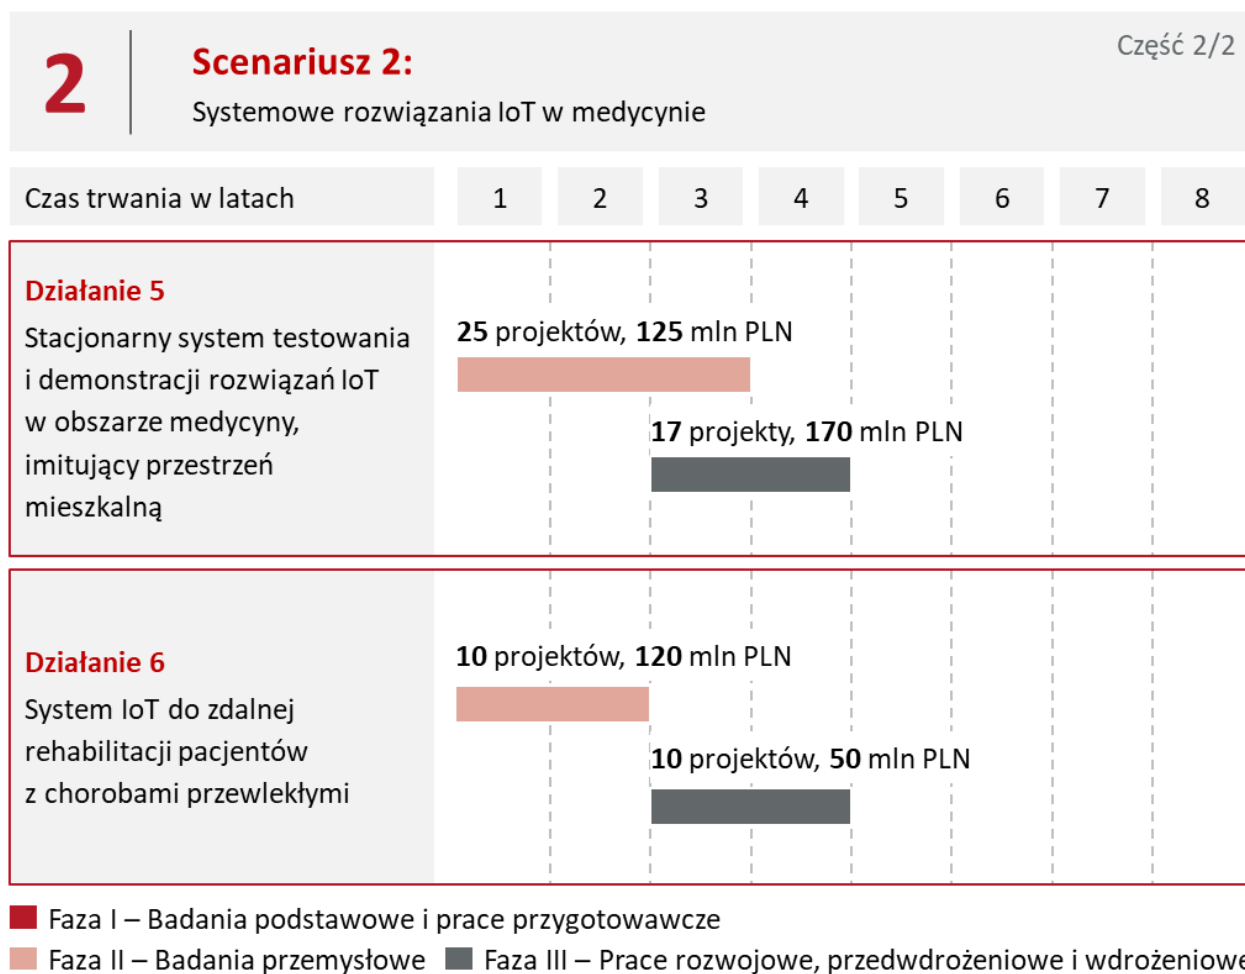 Część 2/2
2
Scenariusz 2:
Systemowe rozwiązania IoT w medycynie
Czas trwania w latach 1 2 3 4 5 6 7 8
Działanie 5
Stacjonarny system testowania
i demonstracji rozwiązań IoT
w obszarze medycyny,
imitujący przestrzeń
mieszkalną
25 projektów, 125 mln PLN
17 projekty, 170 mln PLN
Działanie 6
System IoT do zdalnej
rehabilitacji pacjentów
z chorobami przewlekłymi
10 projektów, 120 mln PLN
10 projektów, 50 mln PLN
Faza I – Badania podstawowe i prace przygotowawcze
Faza II – Badania przemysłowe Faza III – Prace rozwojowe, przedwdrożeniowe i wdrożeniowe